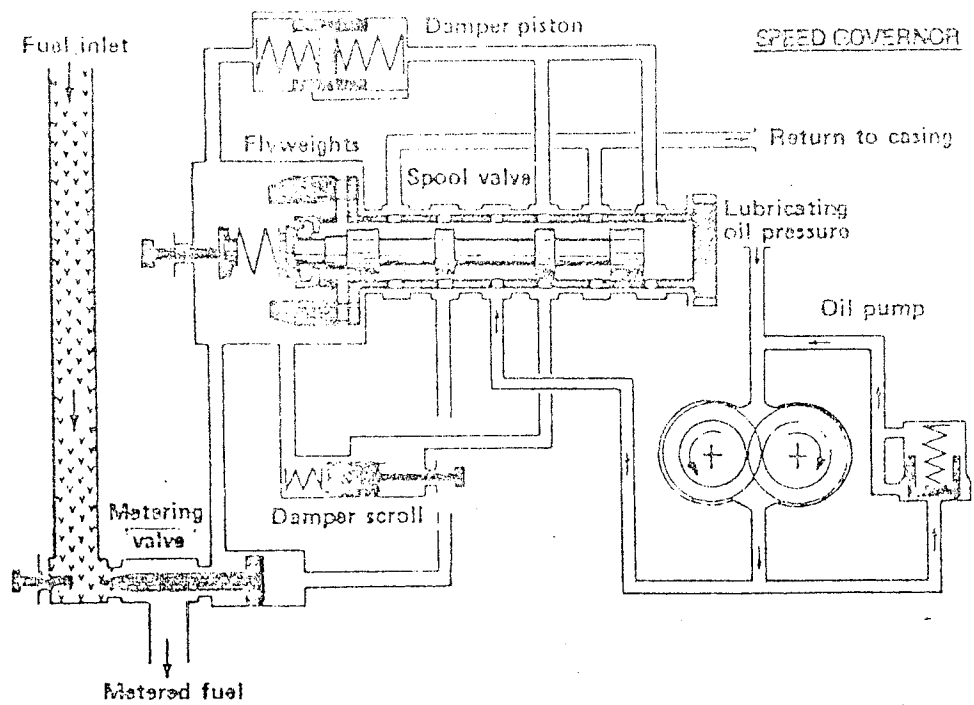 Fuel inlet
Damper piston
SPEED GOVERNOR
Flyweights
Return to casing
Spool valve
Lubricating
oil pressure
Oil pump
Metering
valve
Damper scroll
Metered fuel